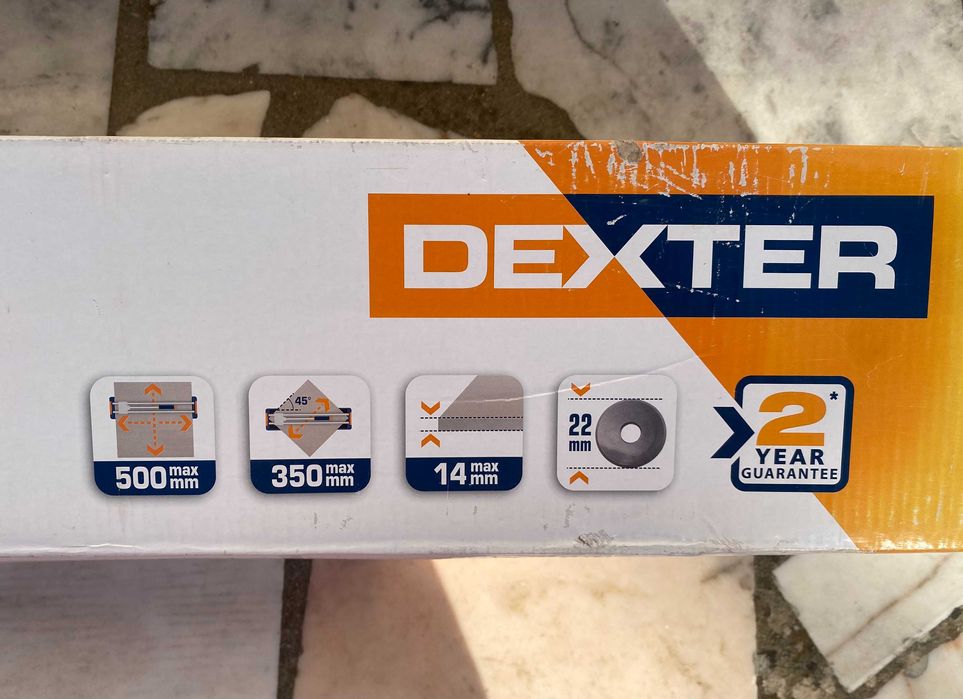 DEXTER
500 max mm
45°
350 max mm
14 max mm
22 mm
2*
YEAR
GUARANTEE